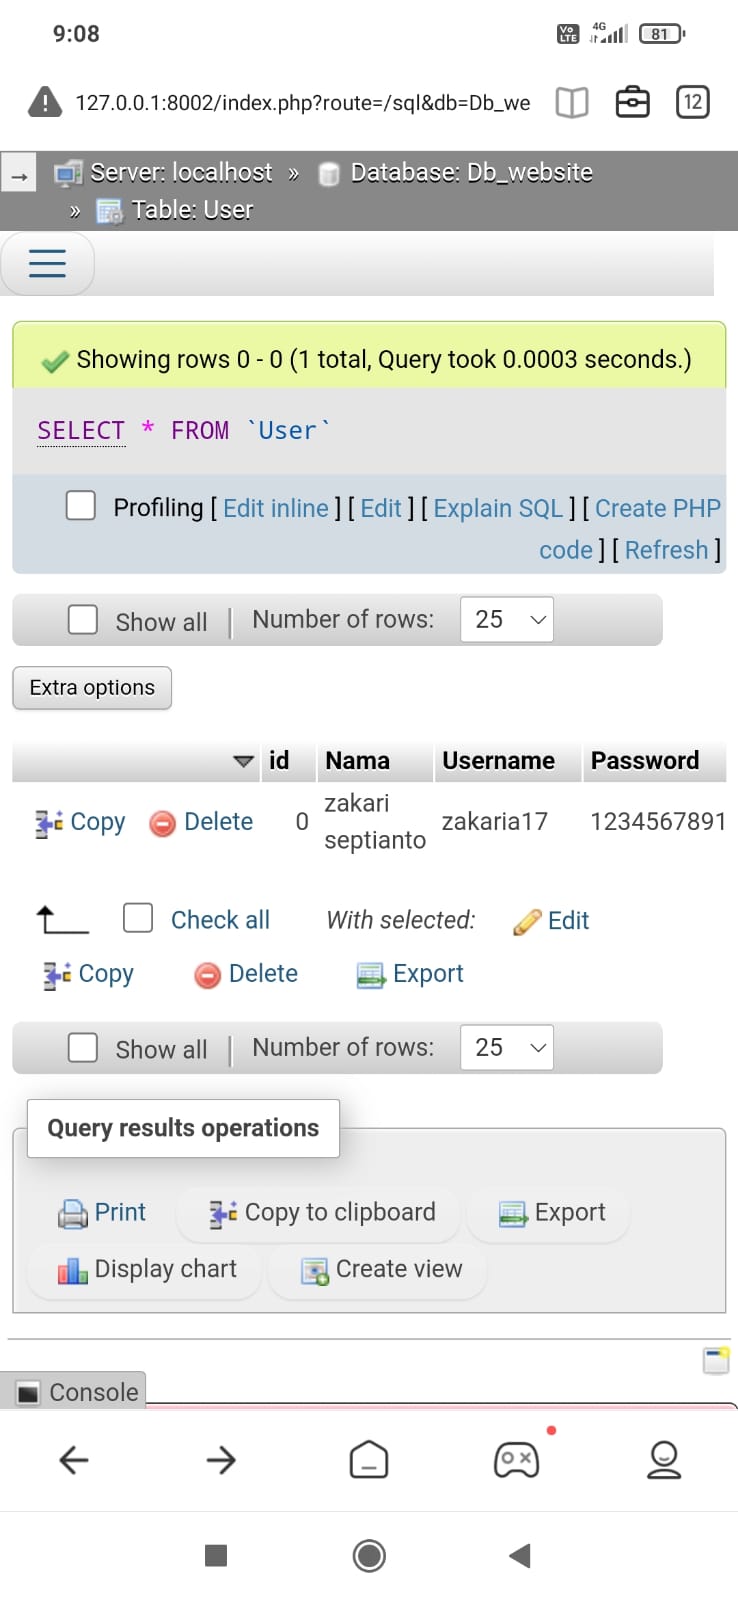 9:08
Vo LTE 4G 81
127.0.0.1:8002/index.php?route=/sql&db=Db_we 12
→ Server: localhost » Database: Db_website
» Table: User
Showing rows 0 - 0 (1 total, Query took 0.0003 seconds.)
SELECT * FROM `User`
Profiling [ Edit inline ] [ Edit ] [ Explain SQL ] [ Create PHP
code ] [ Refresh ]
Show all | Number of rows: 25
Extra options
id Nama Username Password
Copy Delete 0 zakari septianto zakaria17 1234567891
Check all With selected: Edit
Copy Delete Export
Show all | Number of rows: 25
Query results operations
Print Copy to clipboard Export
Display chart Create view
Console